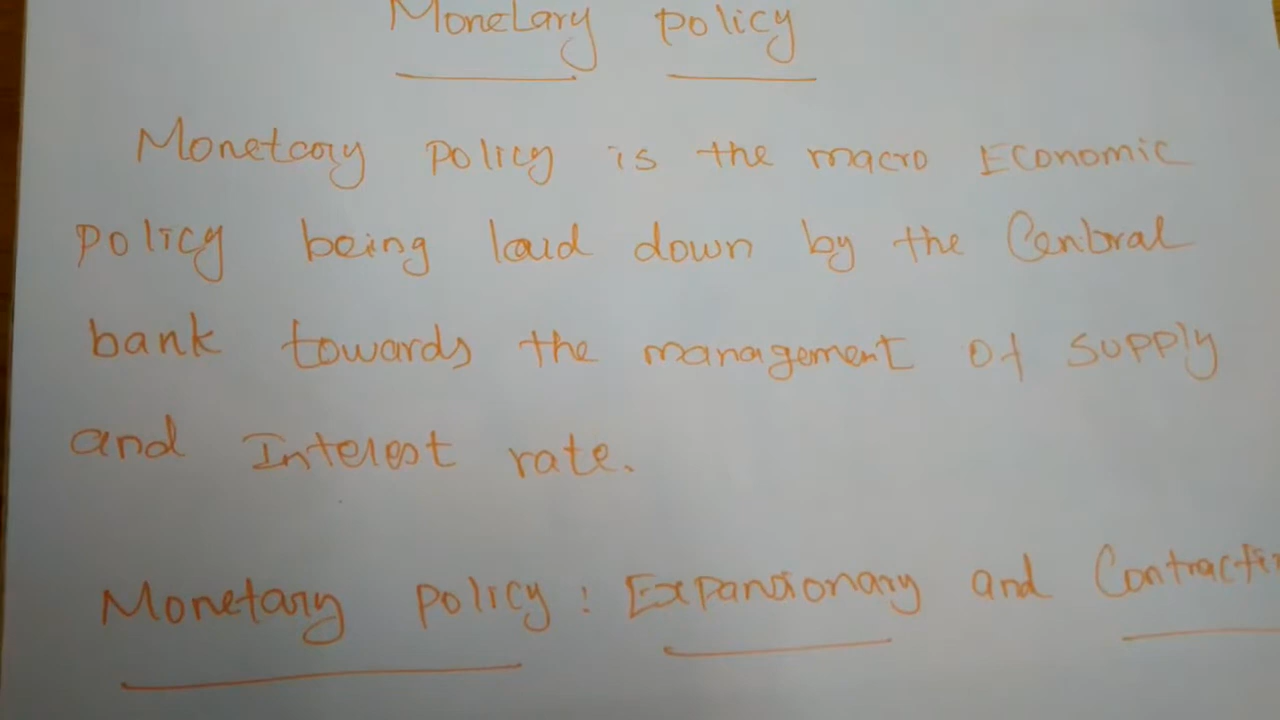 Monetary policy
Monetary policy is the macro Economic
policy being laid down by the Central
bank towards the management of supply
and Interest rate.
Monetary policy: Expansionary and